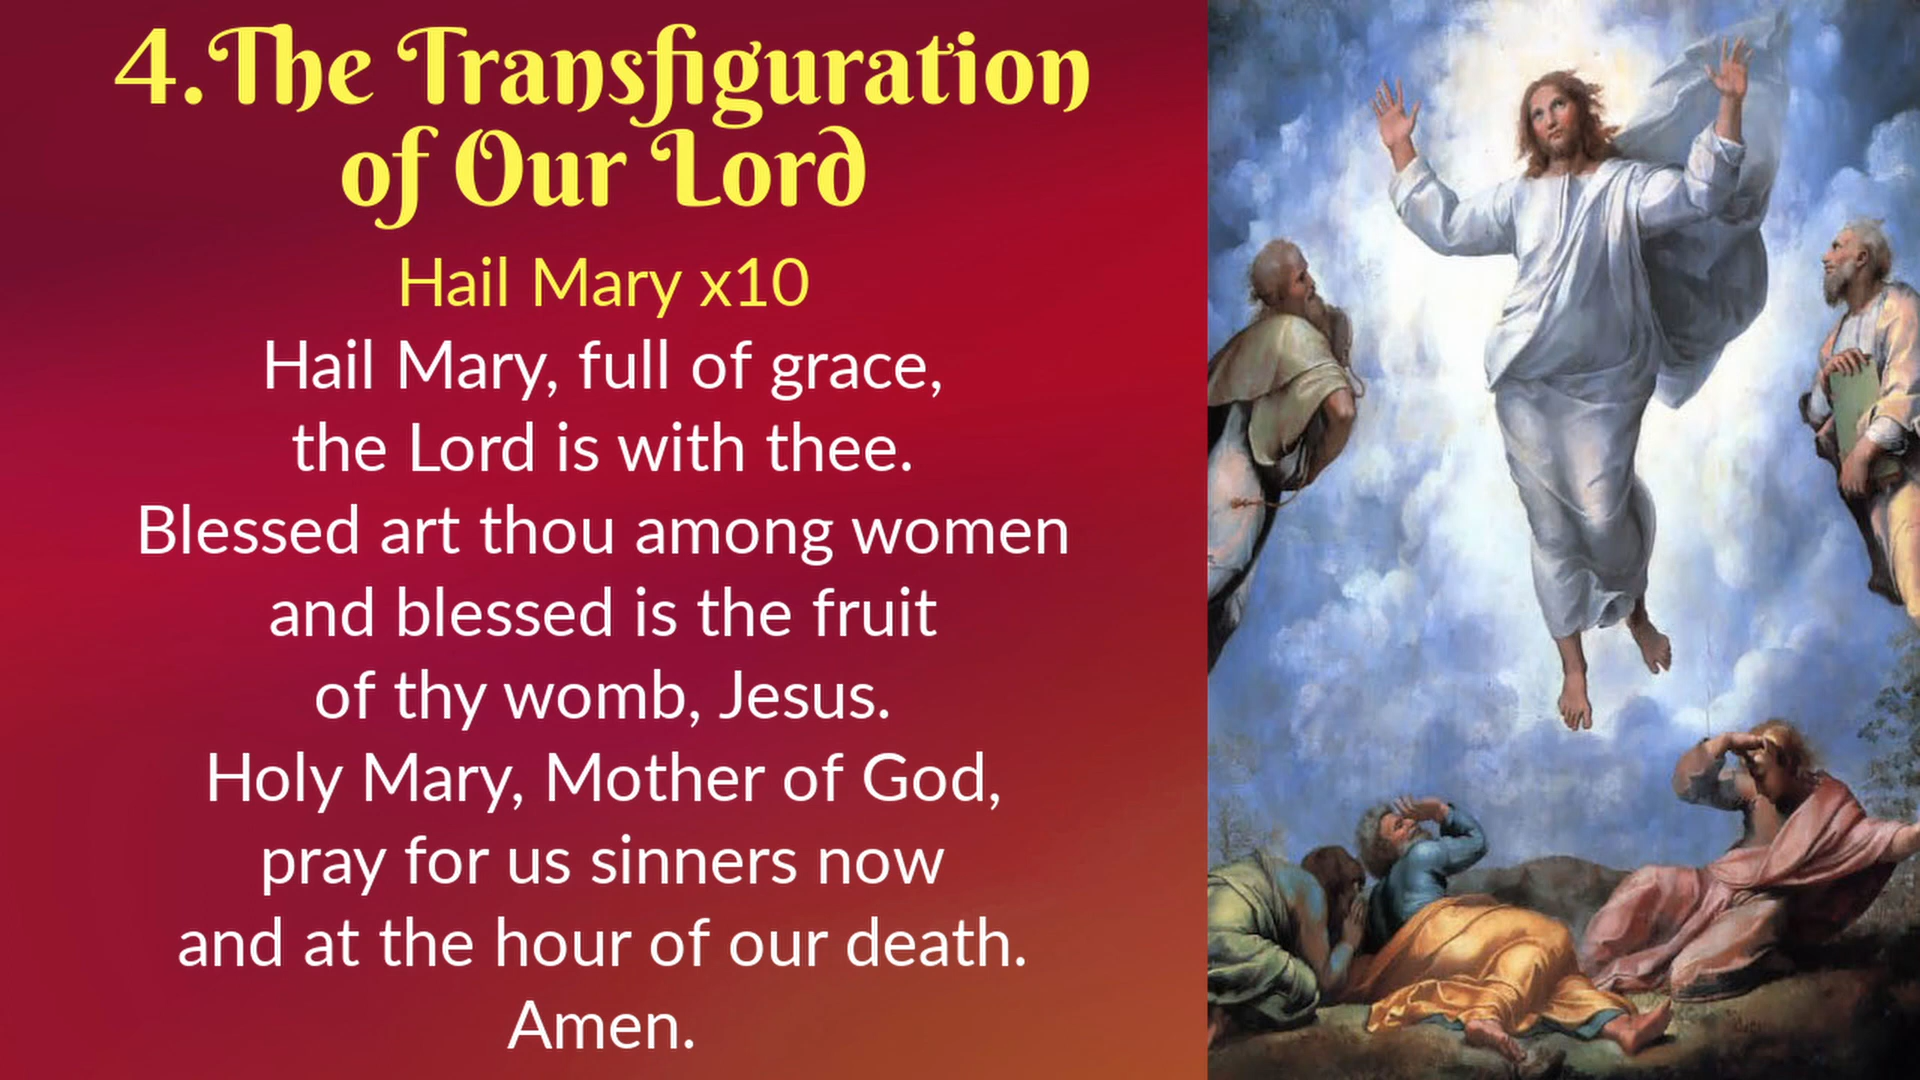 4.The Transfiguration
of Our Lord
Hail Mary x10
Hail Mary, full of grace,
the Lord is with thee.
Blessed art thou among women
and blessed is the fruit
of thy womb, Jesus.
Holy Mary, Mother of God,
pray for us sinners now
and at the hour of our death.
Amen.